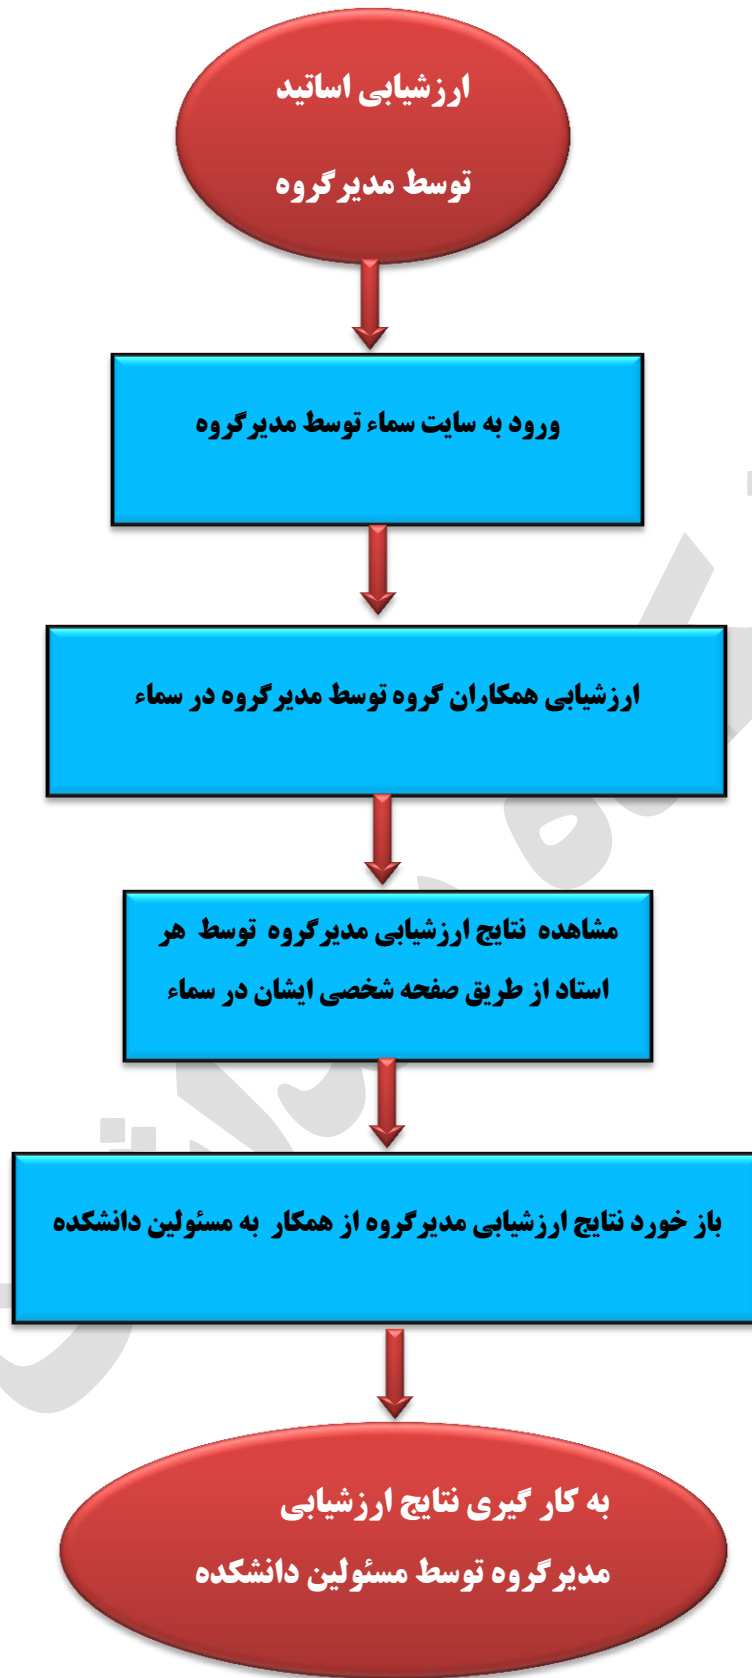 ارزشیابی اساتید
توسط مدیرگروه
ورود به سایت سماء توسط مدیرگروه
ارزشیابی همکاران گروه توسط مدیرگروه در سماء
مشاهده نتایج ارزشیابی مدیرگروه توسط هر
استاد از طریق صفحه شخصی ایشان در سماء
باز خورد نتایج ارزشیابی مدیرگروه از همکار به مسئولین دانشکده
به کار گیری نتایج ارزشیابی
مدیرگروه توسط مسئولین دانشکده